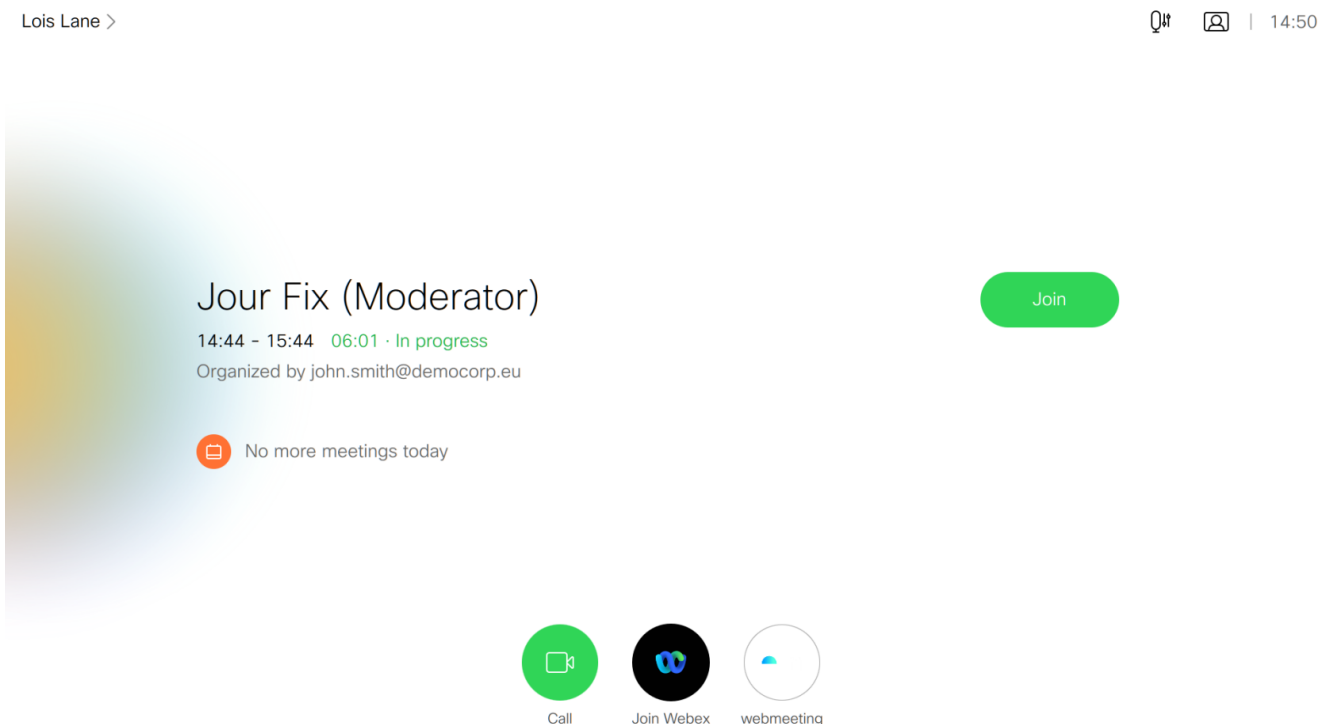 Lois Lane
14:50
Jour Fix (Moderator)
Join
14:44 - 15:44 06:01 · In progress
Organized by john.smith@democorp.eu
No more meetings today
Call
Join Webex
webmeeting